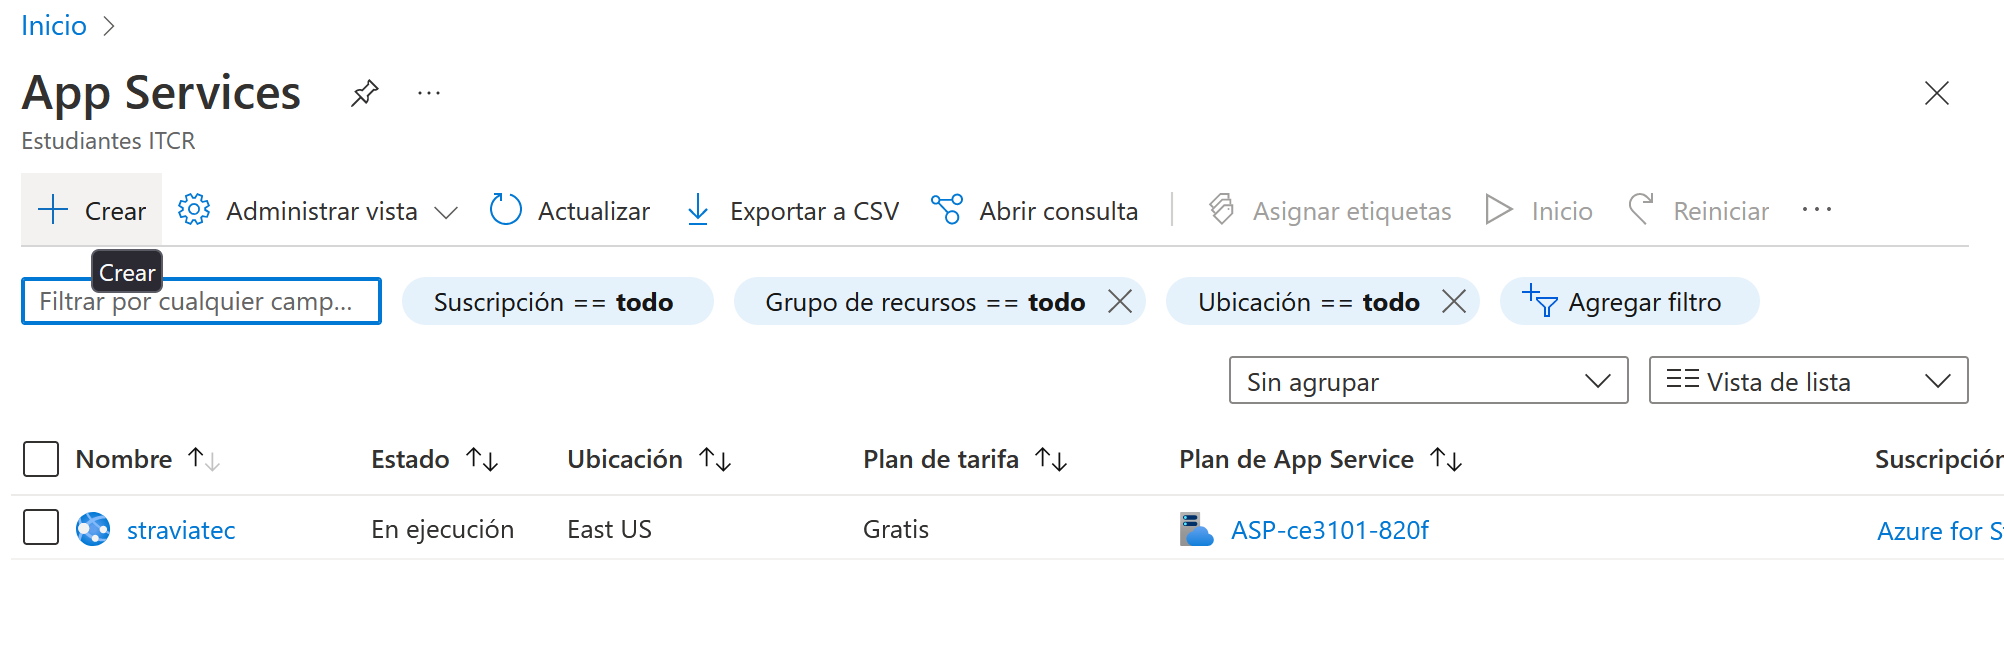 Inicio
App Services
Estudiantes ITCR
Crear Administrar vista Actualizar Exportar a CSV Abrir consulta Asignar etiquetas Inicio Reiniciar
Crear
Filtrar por cualquier camp... Suscripción == todo Grupo de recursos == todo Ubicación == todo Agregar filtro
Sin agrupar Vista de lista
Nombre Estado Ubicación Plan de tarifa Plan de App Service Suscripción
straviatec En ejecución East US Gratis ASP-ce3101-820f Azure for S